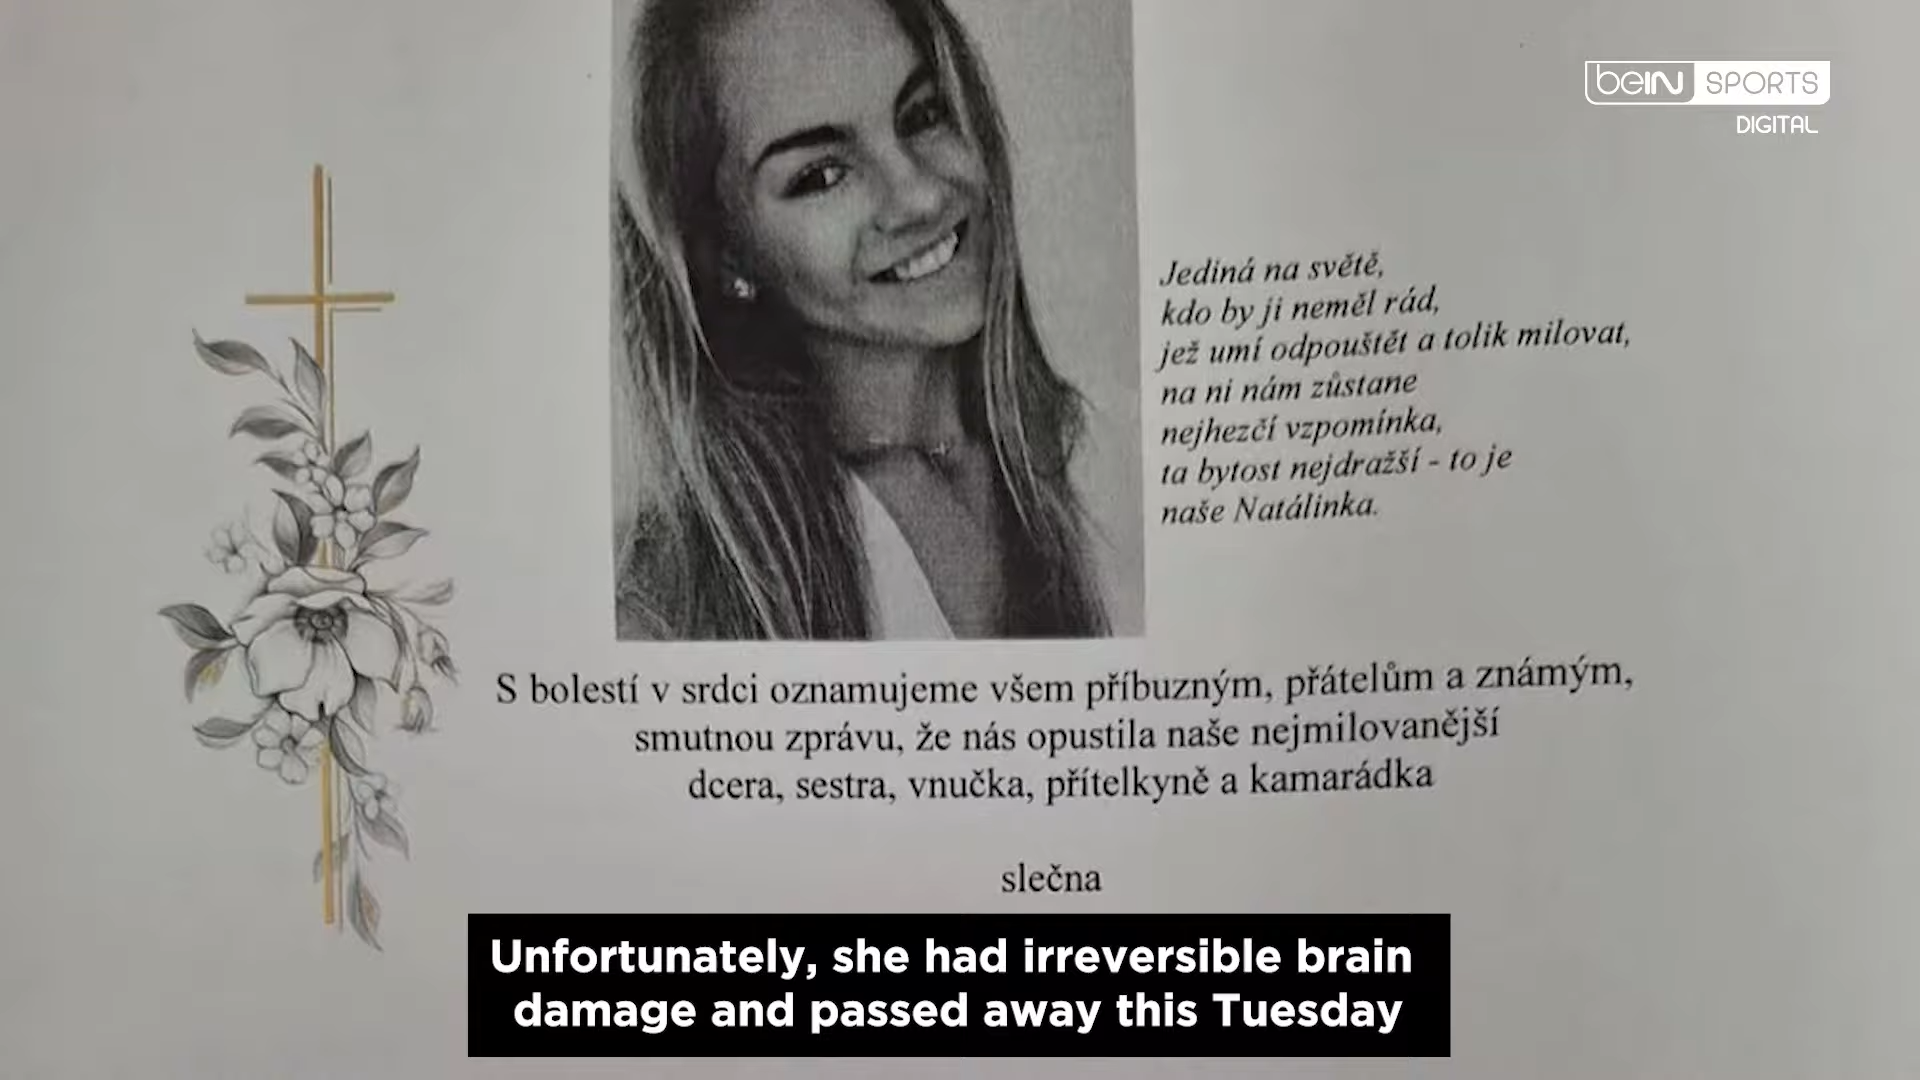 beIN SPORTS
DIGITAL
Jediná na světě,
kdo by ji neměl rád,
jež umí odpouštět a tolik milovat,
na ni nám zůstane
nejhezčí vzpomínka,
ta bytost nejdražší - to je
naše Natálinka.
S bolestí v srdci oznamujeme všem příbuzným, přátelům a známým,
smutnou zprávu, že nás opustila naše nejmilovanější
dcera, sestra, vnučka, přítelkyně a kamarádka
slečna
Unfortunately, she had irreversible brain
damage and passed away this Tuesday